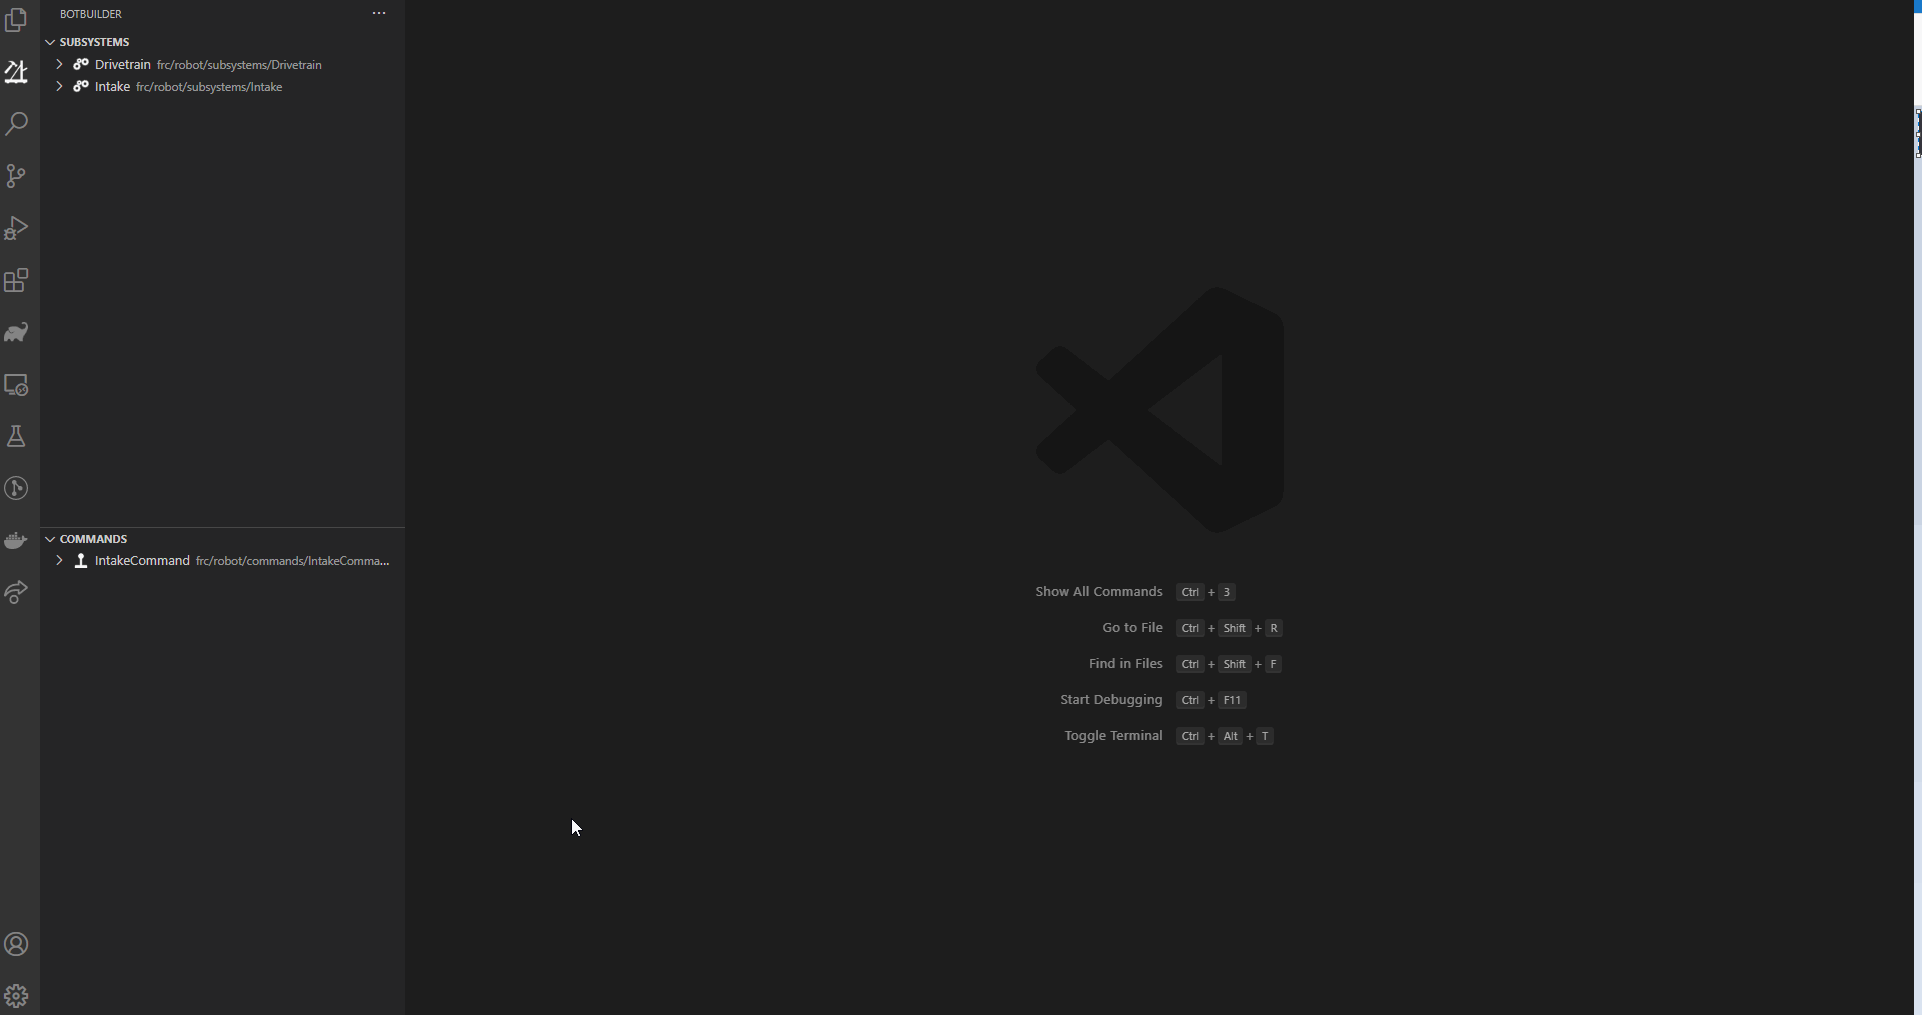 BOTBUILDER
SUBSYSTEMS
Drivetrain frc/robot/subsystems/Drivetrain
Intake frc/robot/subsystems/Intake
COMMANDS
IntakeCommand frc/robot/commands/IntakeComma...
Show All Commands Ctrl + 3
Go to File Ctrl + Shift + R
Find in Files Ctrl + Shift + F
Start Debugging Ctrl + F11
Toggle Terminal Ctrl + Alt + T